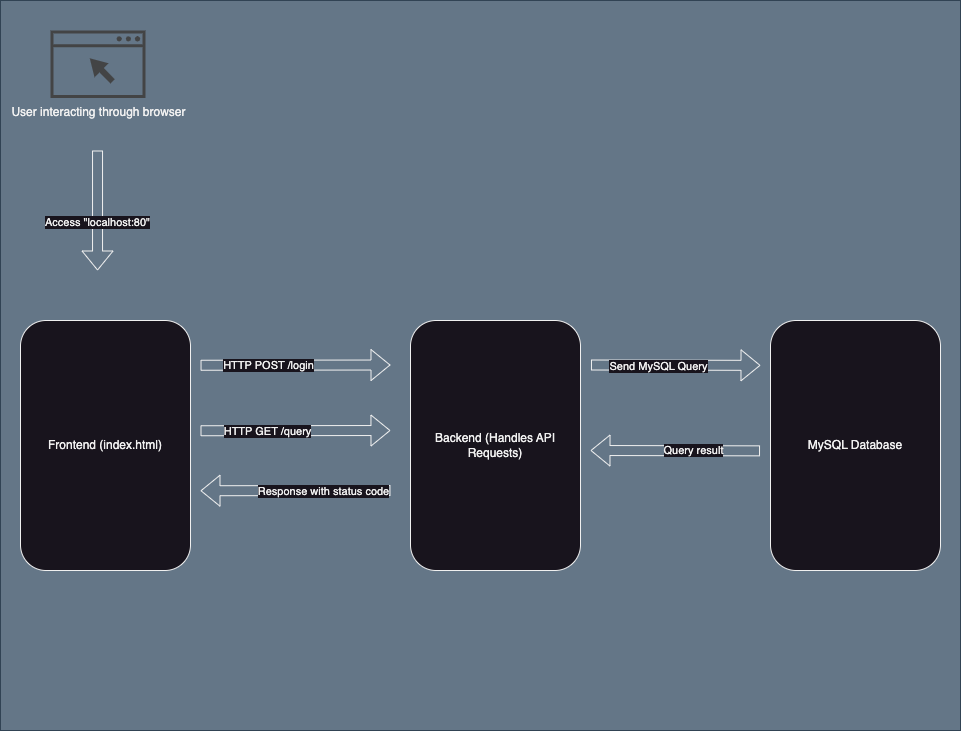 User interacting through browser
Access "localhost:80"
HTTP POST /login
Send MySQL Query
Frontend (index.html)
HTTP GET /query
Backend (Handles API
Requests)
MySQL Database
Query result
Response with status code